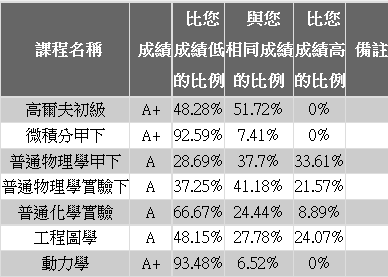 課程名稱 成績 比您成績低的比例 與您相同成績的比例 比您成績高的比例 備註
高爾夫初級 A+ 48.28% 51.72% 0%
微積分甲下 A+ 92.59% 7.41% 0%
普通物理學甲下 A 28.69% 37.7% 33.61%
普通物理學實驗下 A 37.25% 41.18% 21.57%
普通化學實驗 A 66.67% 24.44% 8.89%
工程圖學 A 48.15% 27.78% 24.07%
動力學 A+ 93.48% 6.52% 0%